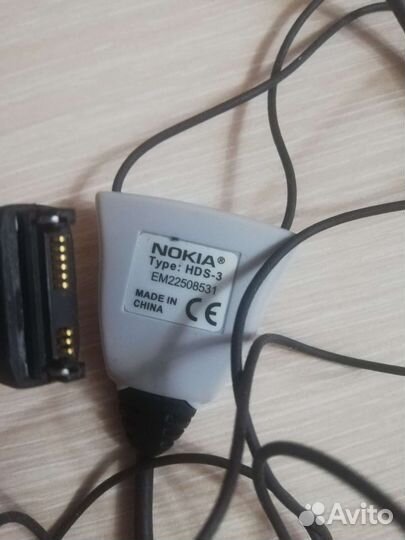 NOKIA®
Type: HDS-3
EM22508531
MADE IN
CHINA
CE
Avito